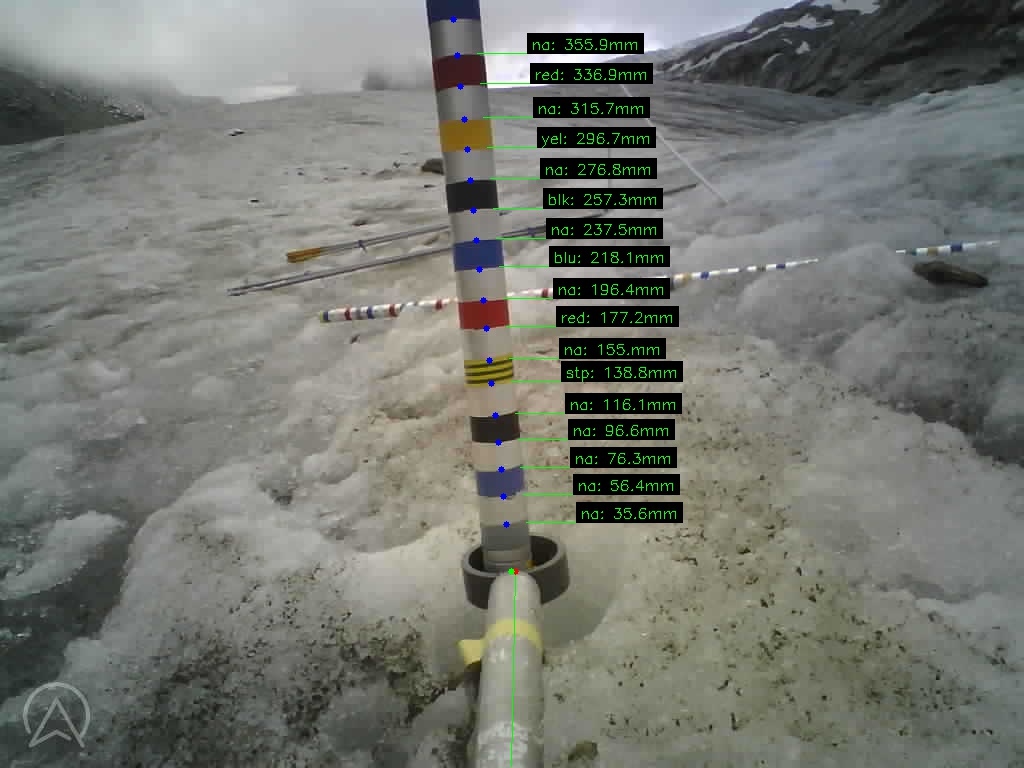 na: 355.9mm
red: 336.9mm
na: 315.7mm
yel: 296.7mm
na: 276.8mm
blk: 257.3mm
na: 237.5mm
blu: 218.1mm
na: 196.4mm
red: 177.2mm
na: 155.mm
stp: 138.8mm
na: 116.1mm
na: 96.6mm
na: 76.3mm
na: 56.4mm
na: 35.6mm